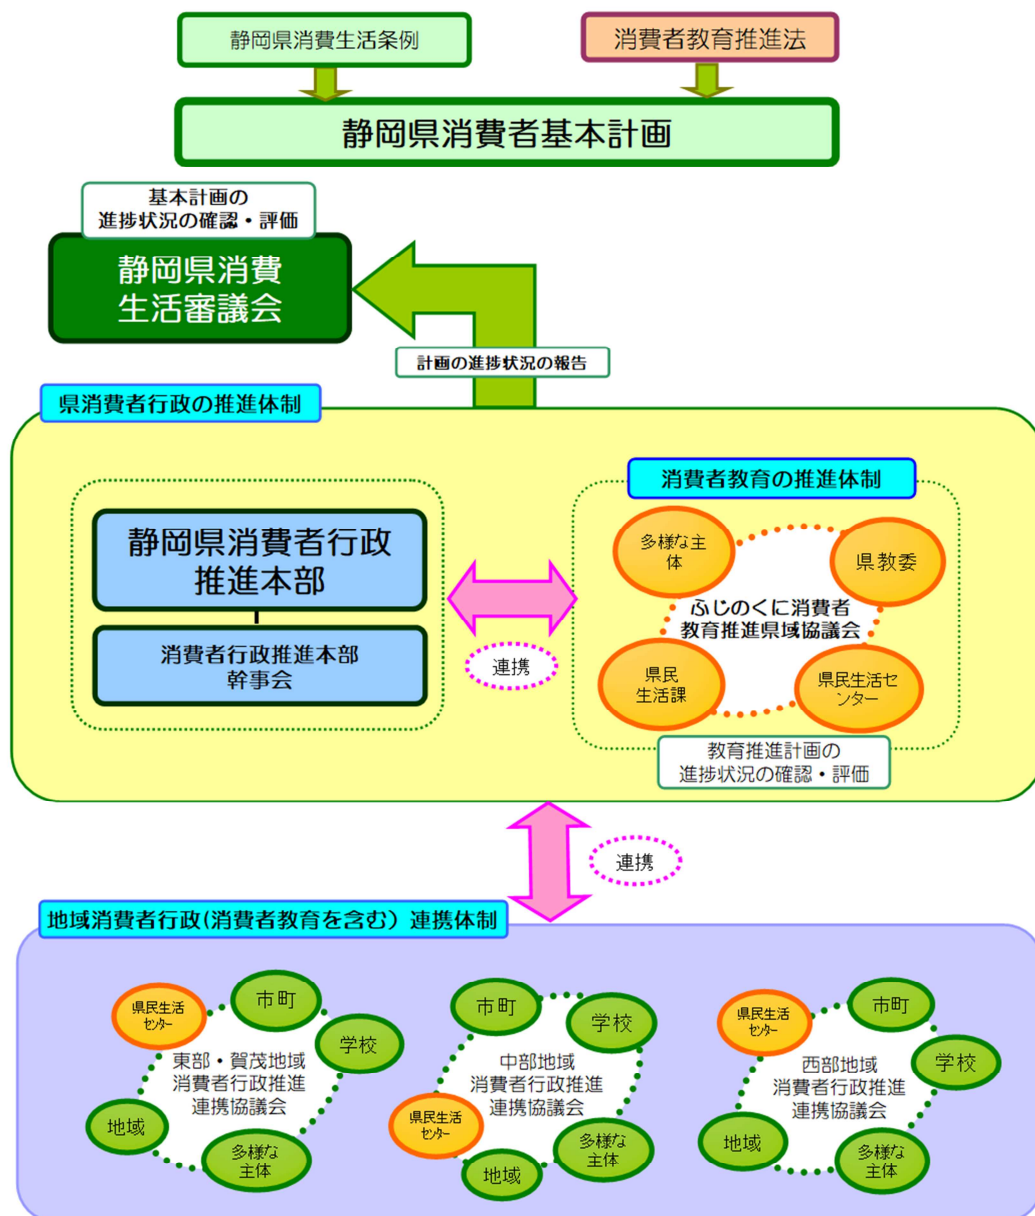 静岡県消費生活条例
消費者教育推進法
静岡県消費者基本計画
基本計画の
進捗状況の確認・評価
静岡県消費
生活審議会
計画の進捗状況の報告
県消費者行政の推進体制
静岡県消費者行政
推進本部
消費者行政推進本部
幹事会
連携
消費者教育の推進体制
多様な主
体
県教委
ふじのくに消費者
教育推進県域協議会
県民
生活課
県民生活セ
ンター
教育推進計画の
進捗状況の確認・評価
連携
地域消費者行政(消費者教育を含む）連携体制
県民生活
センター
市町
学校
東部・賀茂地域
消費者行政推進
連携協議会
地域
多様な
主体
市町
学校
中部地域
消費者行政推進
連携協議会
県民生活
センター
地域
多様な
主体
県民生活
センター
市町
学校
西部地域
消費者行政推進
連携協議会
地域
多様な
主体